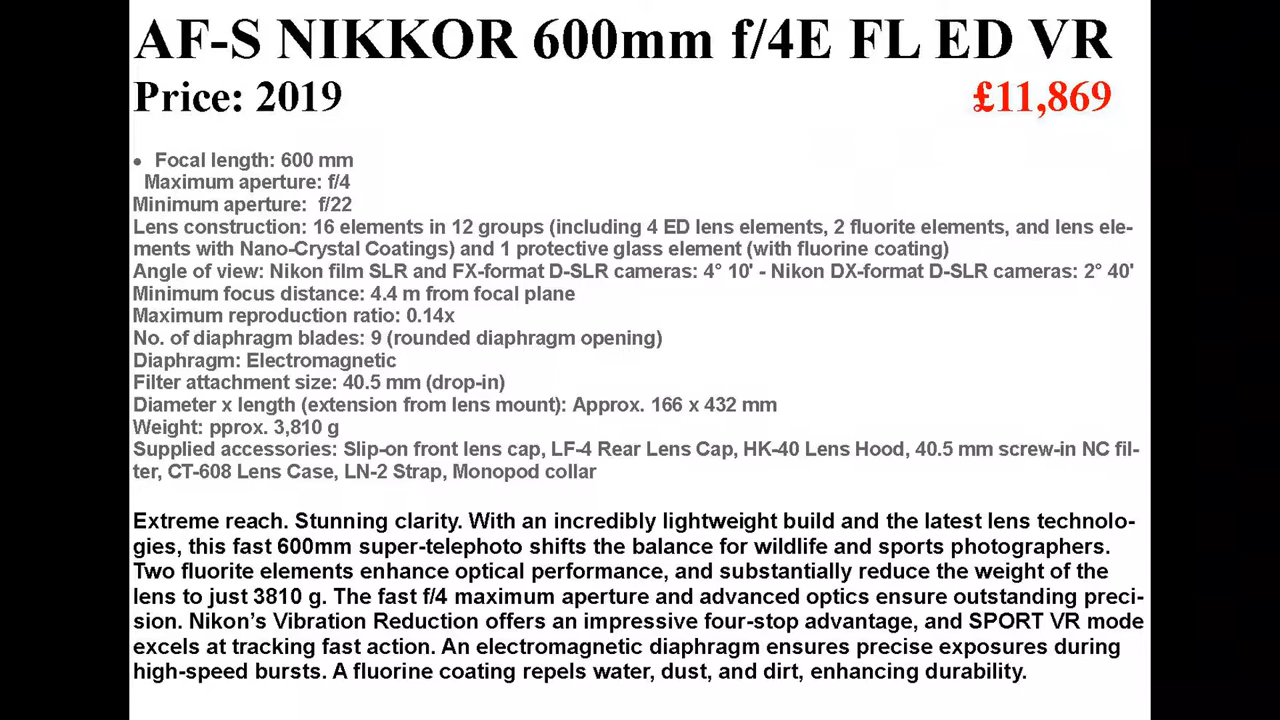 AF-S NIKKOR 600mm f/4E FL ED VR
Price: 2019 £11,869
• Focal length: 600 mm
Maximum aperture: f/4
Minimum aperture: f/22
Lens construction: 16 elements in 12 groups (including 4 ED lens elements, 2 fluorite elements, and lens ele-
ments with Nano-Crystal Coatings) and 1 protective glass element (with fluorine coating)
Angle of view: Nikon film SLR and FX-format D-SLR cameras: 4° 10' - Nikon DX-format D-SLR cameras: 2° 40'
Minimum focus distance: 4.4 m from focal plane
Maximum reproduction ratio: 0.14x
No. of diaphragm blades: 9 (rounded diaphragm opening)
Diaphragm: Electromagnetic
Filter attachment size: 40.5 mm (drop-in)
Diameter x length (extension from lens mount): Approx. 166 x 432 mm
Weight: pprox. 3,810 g
Supplied accessories: Slip-on front lens cap, LF-4 Rear Lens Cap, HK-40 Lens Hood, 40.5 mm screw-in NC fil-
ter, CT-608 Lens Case, LN-2 Strap, Monopod collar
Extreme reach. Stunning clarity. With an incredibly lightweight build and the latest lens technolo-
gies, this fast 600mm super-telephoto shifts the balance for wildlife and sports photographers.
Two fluorite elements enhance optical performance, and substantially reduce the weight of the
lens to just 3810 g. The fast f/4 maximum aperture and advanced optics ensure outstanding preci-
sion. Nikon’s Vibration Reduction offers an impressive four-stop advantage, and SPORT VR mode
excels at tracking fast action. An electromagnetic diaphragm ensures precise exposures during
high-speed bursts. A fluorine coating repels water, dust, and dirt, enhancing durability.